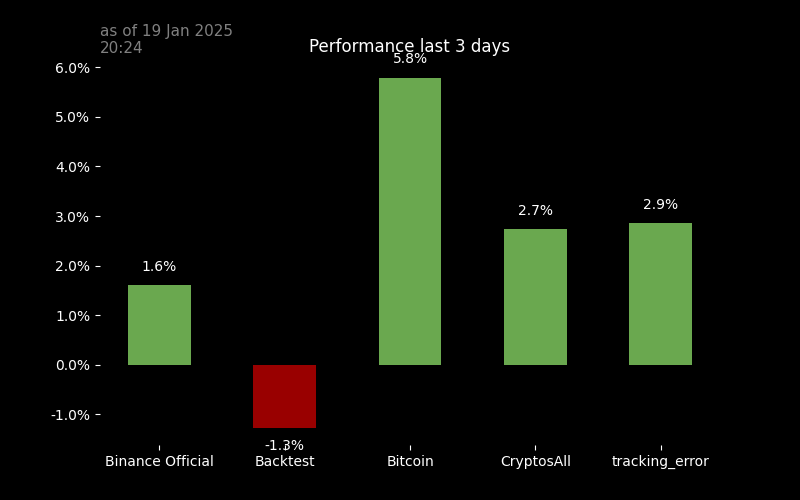 as of 19 Jan 2025
20:24
Performance last 3 days
6.0%
5.0%
4.0%
3.0%
2.0%
1.0%
0.0%
-1.0%
1.6%
-1.3%
5.8%
2.7%
2.9%
Binance Official
Backtest
Bitcoin
CryptosAll
tracking_error